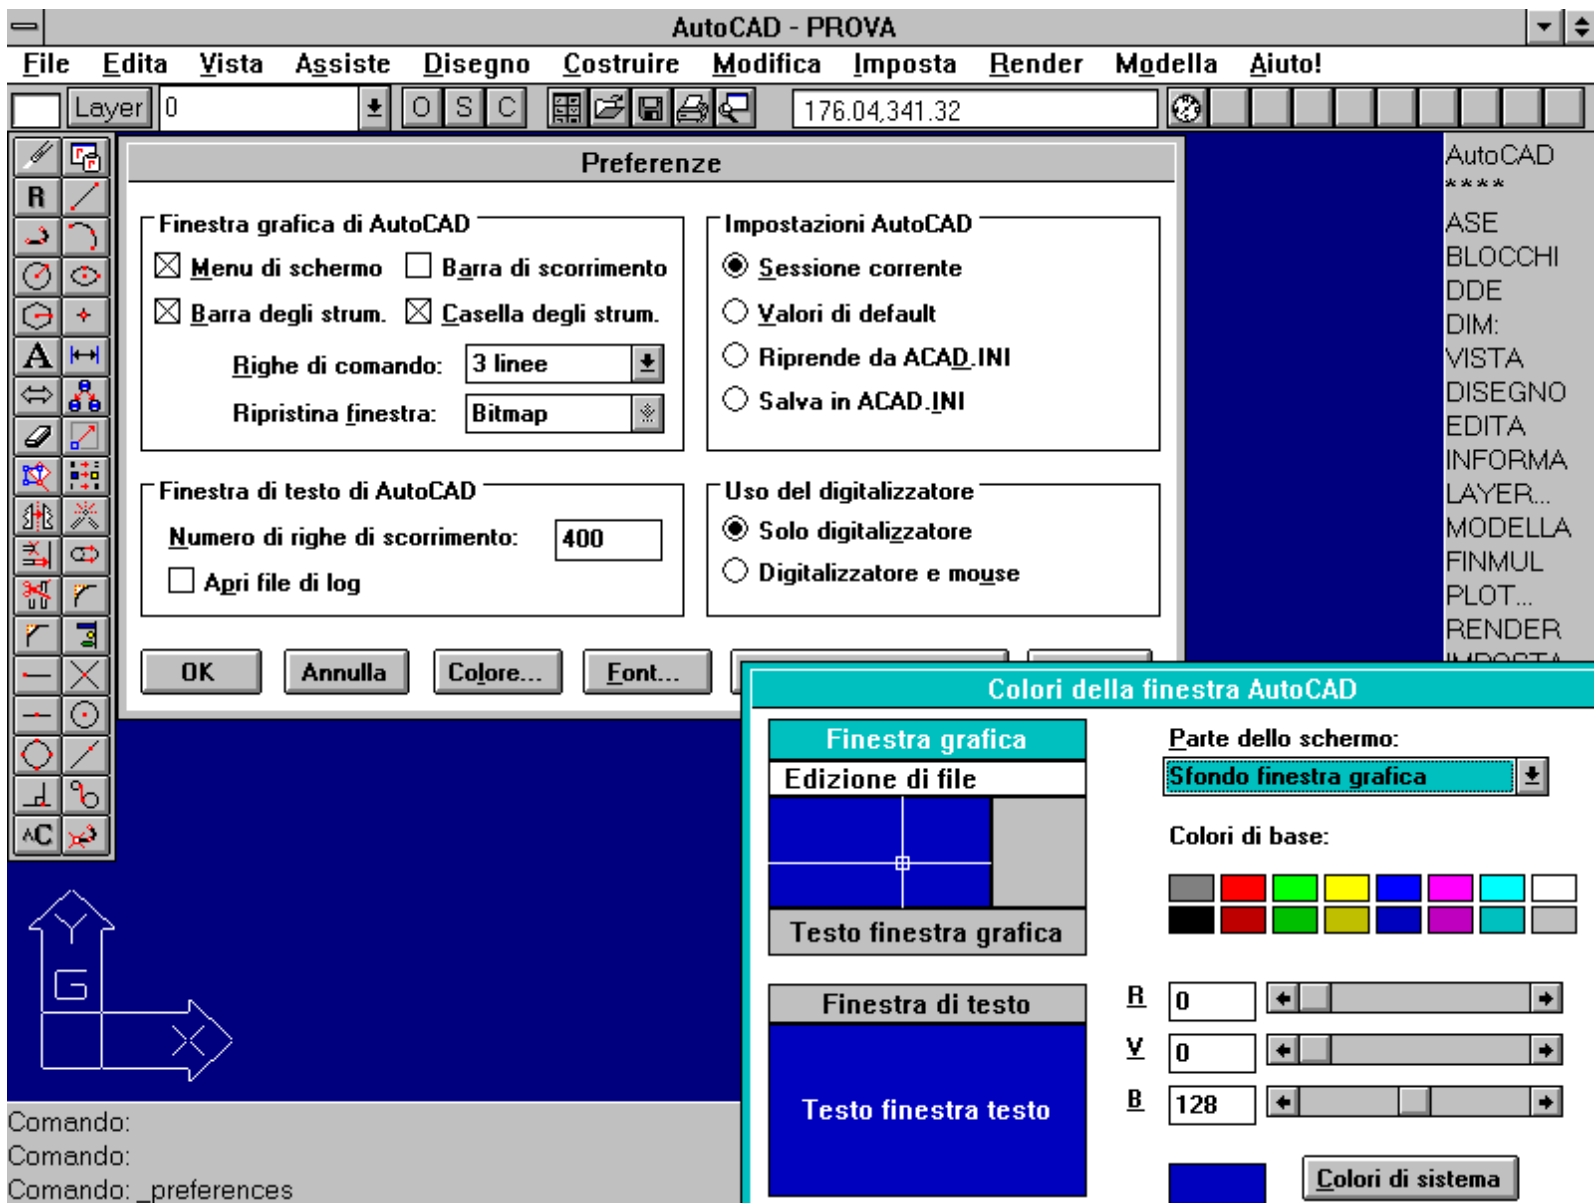 AutoCAD - PROVA
File Edita Vista Assiste Disegno Costruire Modifica Imposta Render Modella Aiuto!
Layer 0 O S C 176.04,341.32
Preferenze
Finestra grafica di AutoCAD
Menu di schermo Barra di scorrimento
Barra degli strum. Casella degli strum.
Righe di comando: 3 linee
Ripristina finestra: Bitmap
Impostazioni AutoCAD
Sessione corrente
Valori di default
Riprende da ACAD.INI
Salva in ACAD.INI
Finestra di testo di AutoCAD
Numero di righe di scorrimento: 400
Apri file di log
Uso del digitalizzatore
Solo digitalizzatore
Digitalizzatore e mouse
OK Annulla Colore... Font...
R
A
^C
AutoCAD
****
ASE
BLOCCHI
DDE
DIM:
VISTA
DISEGNO
EDITA
INFORMA
LAYER...
MODELLA
FINMUL
PLOT...
RENDER
IMPOSTA
Colori della finestra AutoCAD
Finestra grafica
Edizione di file
Testo finestra grafica
Finestra di testo
Testo finestra testo
Parte dello schermo:
Sfondo finestra grafica
Colori di base:
R 0
V 0
B 128
Colori di sistema
Y
G
X
Comando:
Comando:
Comando: _preferences